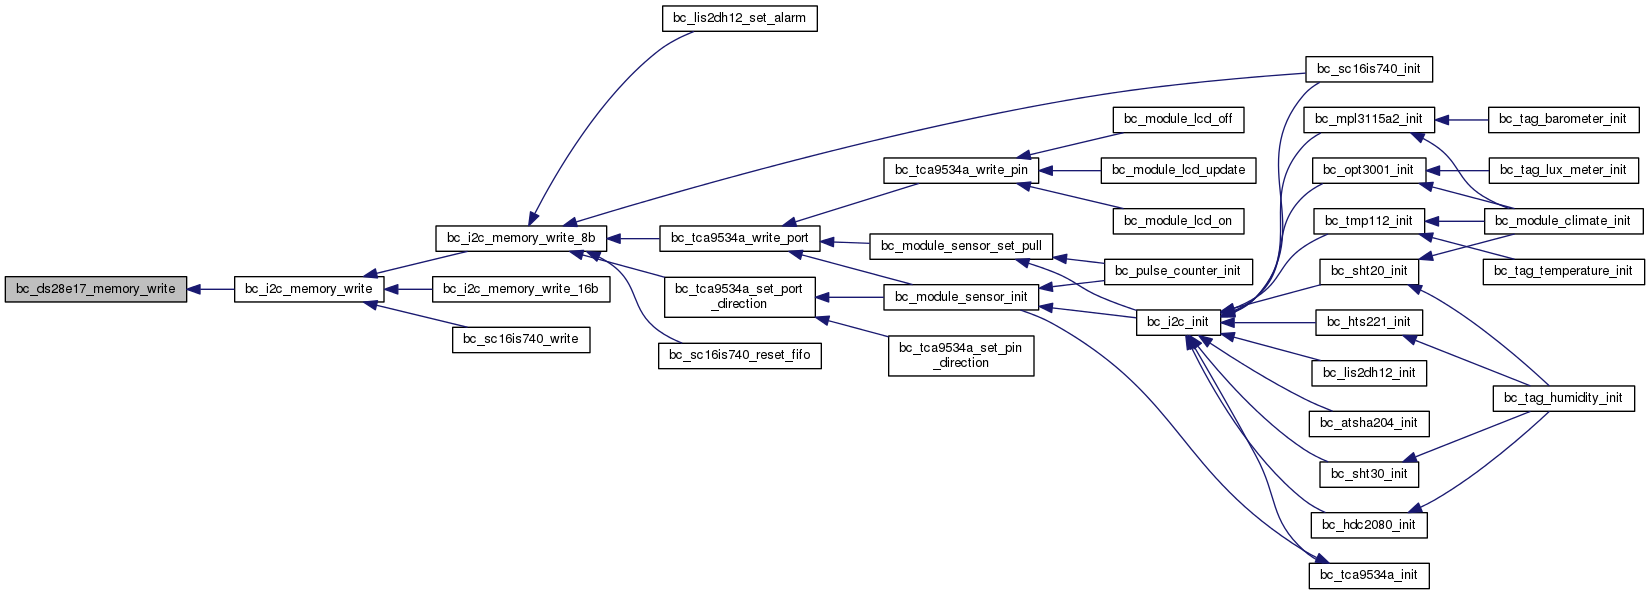 bc_lis2dh12_set_alarm
bc_sc16is740_init
bc_module_lcd_off
bc_mpl3115a2_init
bc_tag_barometer_init
bc_tca9534a_write_pin
bc_module_lcd_update
bc_opt3001_init
bc_tag_lux_meter_init
bc_module_lcd_on
bc_tmp112_init
bc_module_climate_init
bc_i2c_memory_write_8b
bc_tca9534a_write_port
bc_module_sensor_set_pull
bc_pulse_counter_init
bc_sht20_init
bc_tag_temperature_init
bc_ds28e17_memory_write
bc_i2c_memory_write
bc_i2c_memory_write_16b
bc_tca9534a_set_port
_direction
bc_module_sensor_init
bc_i2c_init
bc_hts221_init
bc_sc16is740_write
bc_sc16is740_reset_fifo
bc_tca9534a_set_pin
_direction
bc_lis2dh12_init
bc_tag_humidity_init
bc_atsha204_init
bc_sht30_init
bc_hdc2080_init
bc_tca9534a_init